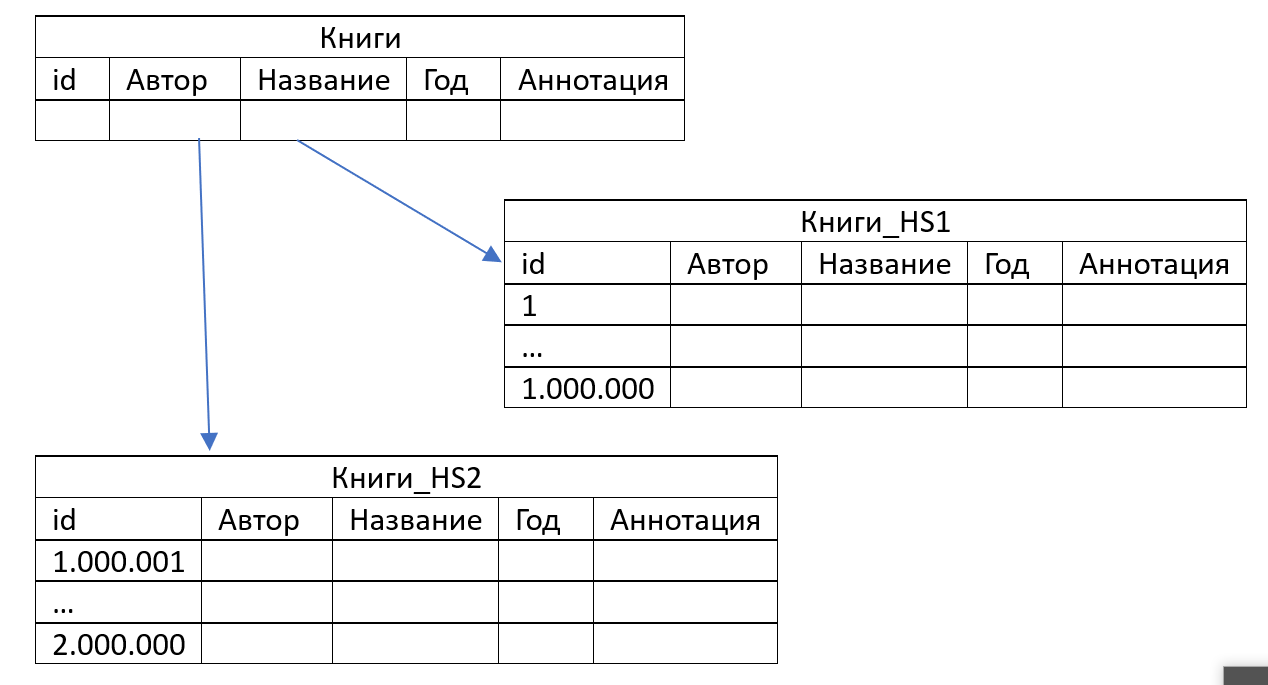 Книги
id Автор Название Год Аннотация
Книги_HS1
id Автор Название Год Аннотация
1
...
1.000.000
Книги_HS2
id Автор Название Год Аннотация
1.000.001
...
2.000.000